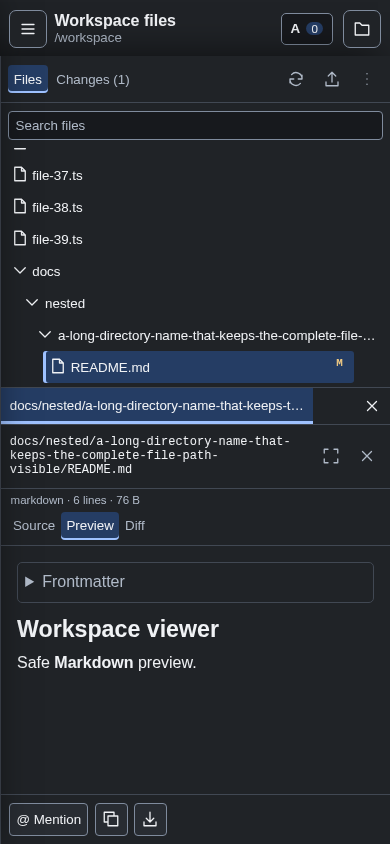 Workspace files
/workspace
A 0
Files Changes (1)
Search files
file-37.ts
file-38.ts
file-39.ts
docs
nested
a-long-directory-name-that-keeps-the-complete-file-…
README.md M
docs/nested/a-long-directory-name-that-keeps-t…
docs/nested/a-long-directory-name-that-
keeps-the-complete-file-path-
visible/README.md
markdown · 6 lines · 76 B
Source Preview Diff
Frontmatter
Workspace viewer
Safe Markdown preview.
@ Mention